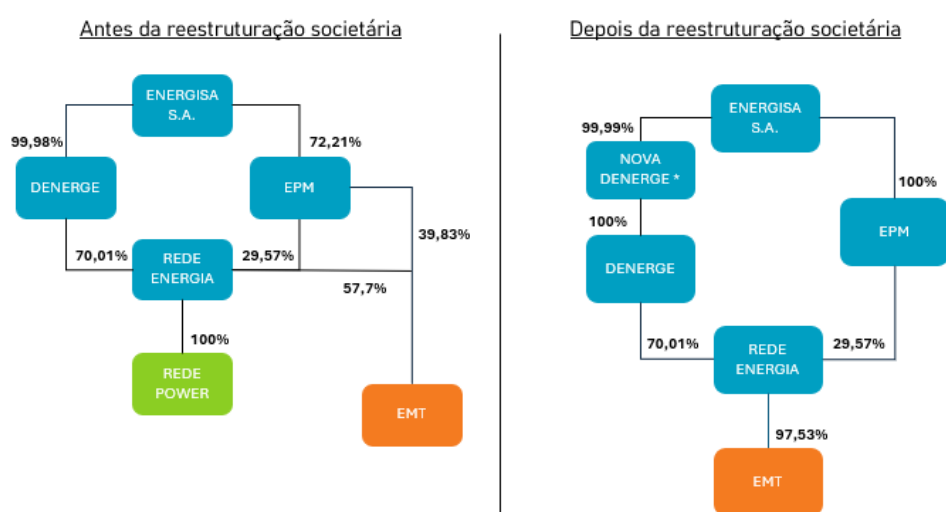 Antes da reestruturação societária
ENERGISA
S.A.
99,98%
72,21%
DENERGE
EPM
39,83%
70,01%
REDE
ENERGIA
29,57%
57,7%
100%
REDE
POWER
EMT
Depois da reestruturação societária
ENERGISA
S.A.
99,99%
NOVA
DENERGE *
100%
100%
EPM
DENERGE
70,01%
REDE
ENERGIA
29,57%
97,53%
EMT